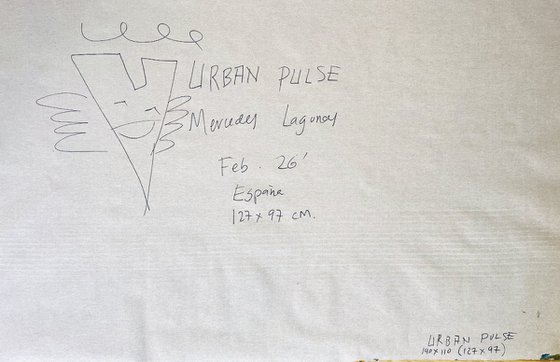 URBAN PULSE
Mercedes Lagunas
Feb. 26'
España
127 x 97 cm.
URBAN PULSE
140 x 110 (127 x 97)